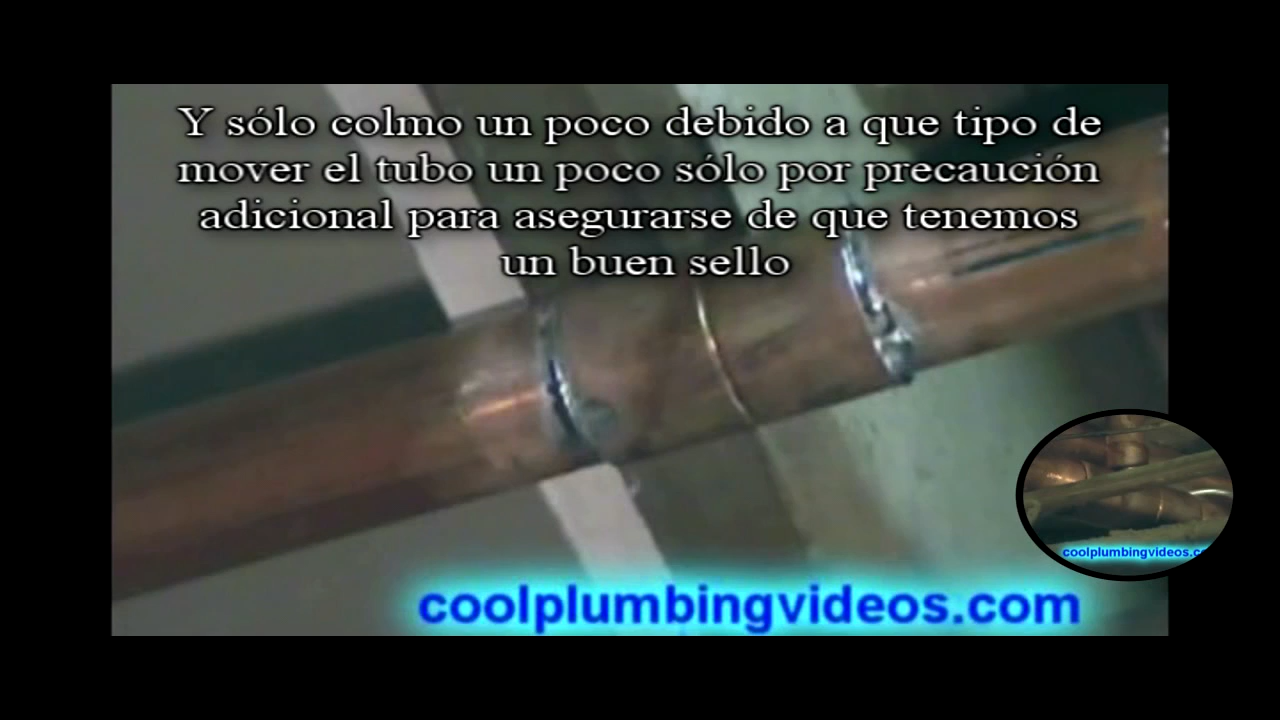 Y sólo colmo un poco debido a que tipo de
mover el tubo un poco sólo por precaución
adicional para asegurarse de que tenemos
un buen sello
coolplumbingvideos.c
coolplumbingvideos.com